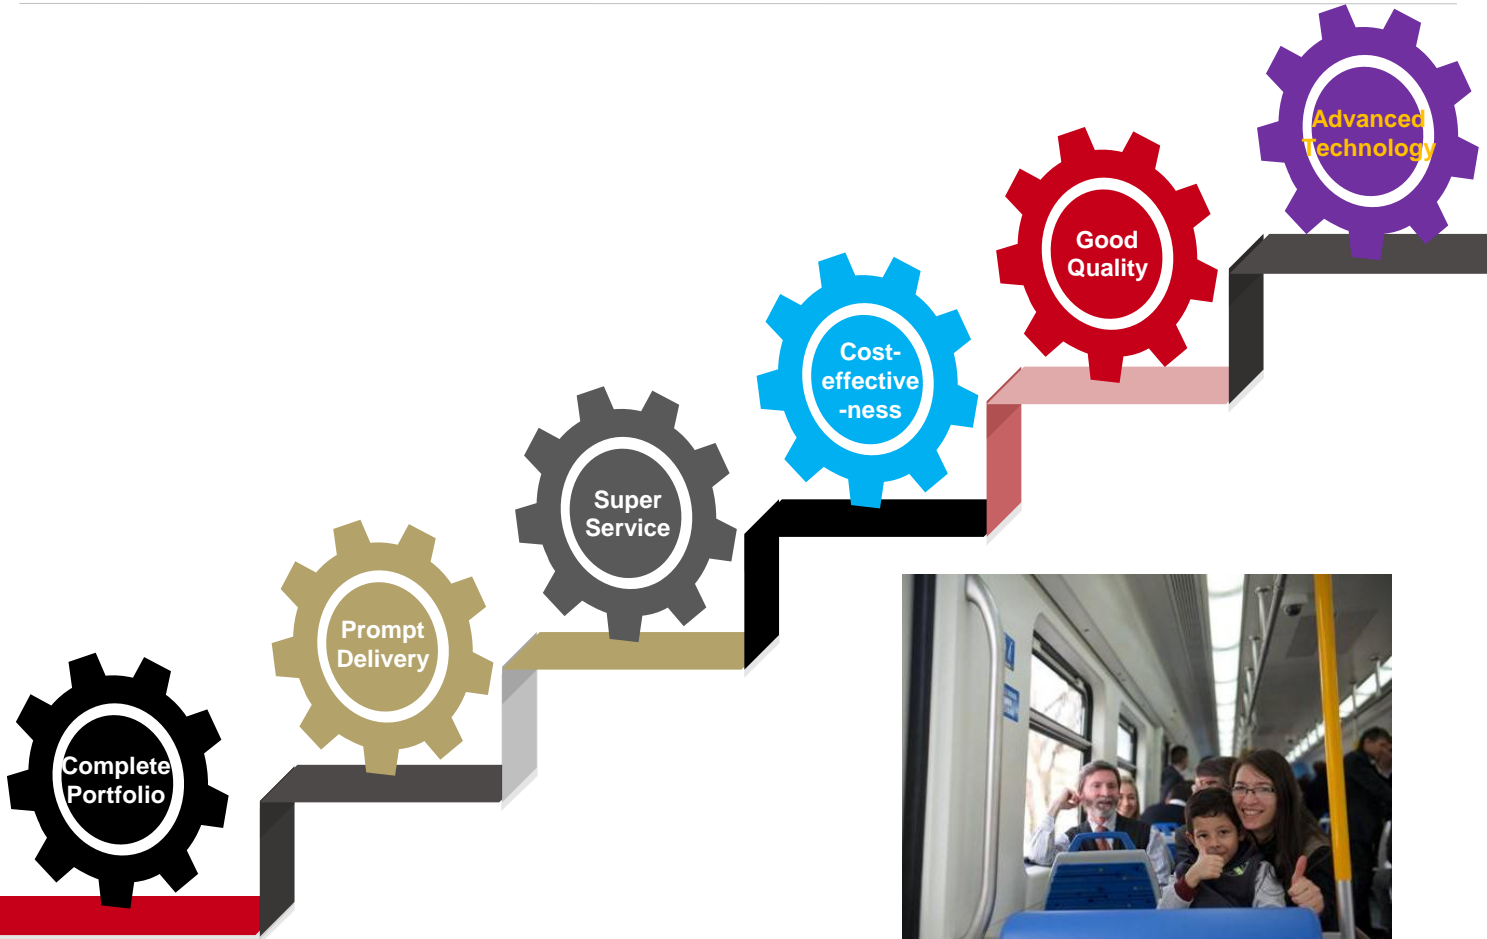 Advanced
Technology
Good
Quality
Cost-
effective
-ness
Super
Service
Prompt
Delivery
Complete
Portfolio